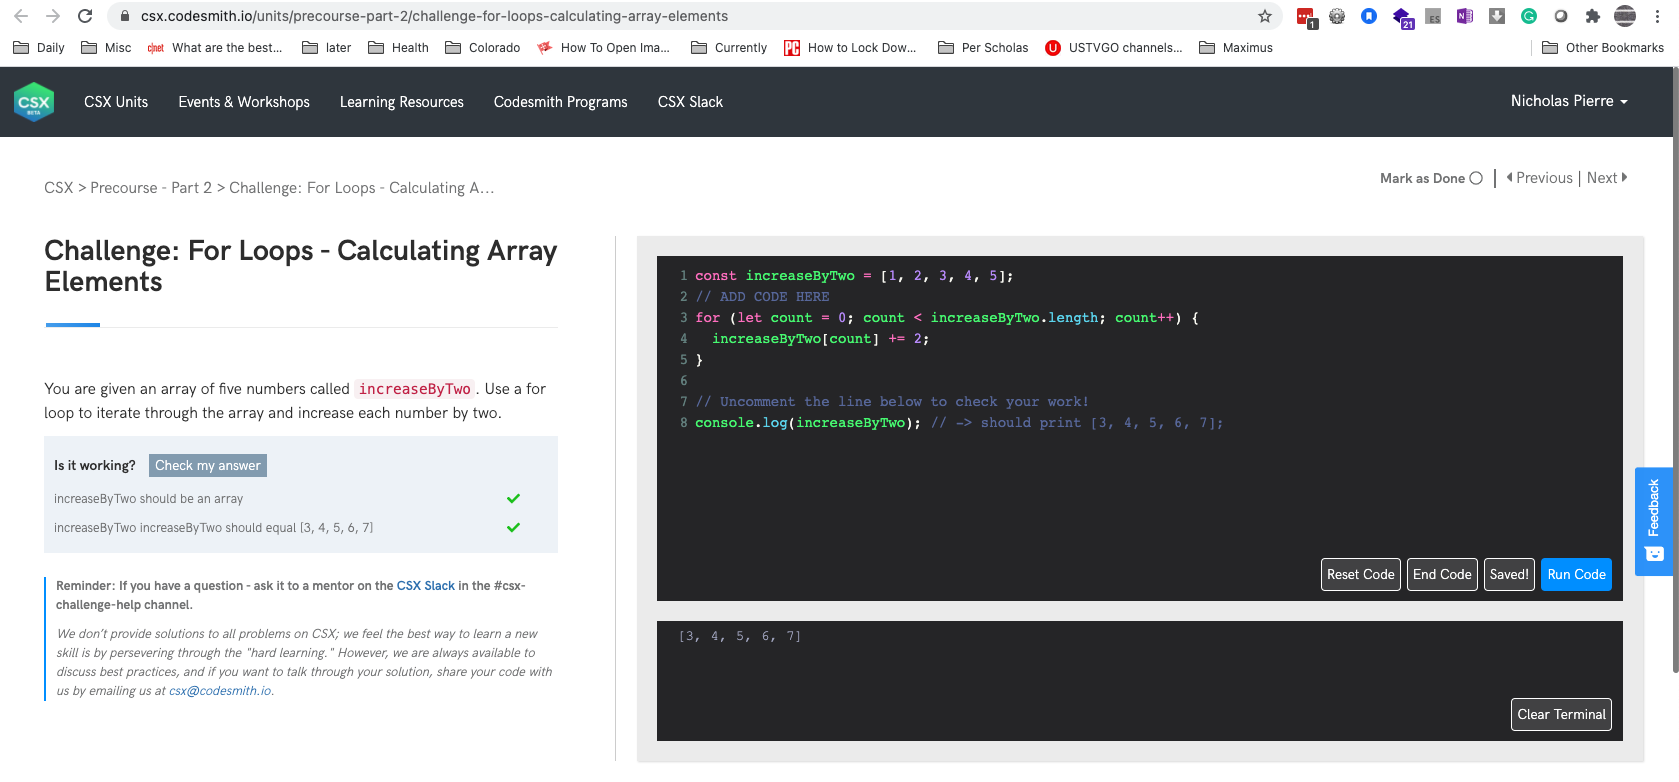 csx.codesmith.io/units/precourse-part-2/challenge-for-loops-calculating-array-elements
1
21
ES
N
Daily
Misc
c|net What are the best...
later
Health
Colorado
How To Open Ima...
Currently
PC How to Lock Dow...
Per Scholas
U USTVGO channels...
Maximus
Other Bookmarks
CSX
BETA
CSX Units
Events & Workshops
Learning Resources
Codesmith Programs
CSX Slack
Nicholas Pierre
CSX > Precourse - Part 2 > Challenge: For Loops - Calculating A...
Mark as Done | Previous | Next
Challenge: For Loops - Calculating Array
Elements
You are given an array of five numbers called increaseByTwo. Use a for
loop to iterate through the array and increase each number by two.
Is it working? Check my answer
increaseByTwo should be an array
increaseByTwo increaseByTwo should equal [3, 4, 5, 6, 7]
Reminder: If you have a question - ask it to a mentor on the CSX Slack in the #csx-
challenge-help channel.
We don't provide solutions to all problems on CSX; we feel the best way to learn a new
skill is by persevering through the "hard learning." However, we are always available to
discuss best practices, and if you want to talk through your solution, share your code with
us by emailing us at csx@codesmith.io.
1 const increaseByTwo = [1, 2, 3, 4, 5];
2 // ADD CODE HERE
3 for (let count = 0; count < increaseByTwo.length; count++) {
4   increaseByTwo[count] += 2;
5 }
6
7 // Uncomment the line below to check your work!
8 console.log(increaseByTwo); // -> should print [3, 4, 5, 6, 7];
Reset Code
End Code
Saved!
Run Code
[3, 4, 5, 6, 7]
Clear Terminal
Feedback